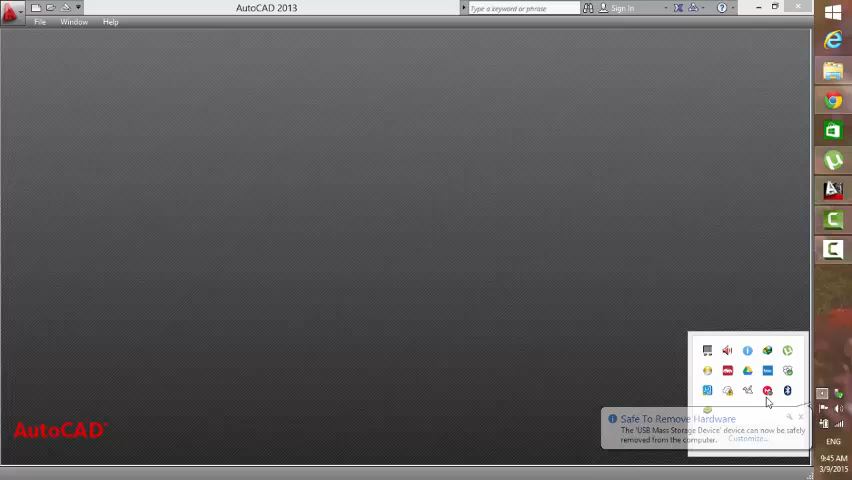 AutoCAD 2013
Type a keyword or phrase
Sign In
File Window Help
AutoCAD
Safe To Remove Hardware
The 'USB Mass Storage Device' device can now be safely
removed from the computer.
Customize...
ENG
9:45 AM
3/9/2015